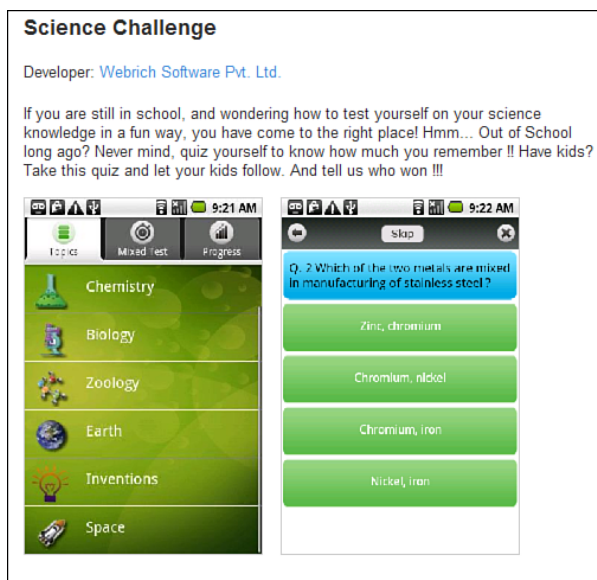 Science Challenge
Developer: Webrich Software Pvt. Ltd.
If you are still in school, and wondering how to test yourself on your science
knowledge in a fun way, you have come to the right place! Hmm... Out of School
long ago? Never mind, quiz yourself to know how much you remember !! Have kids?
Take this quiz and let your kids follow. And tell us who won !!!
9:21 AM
Topics Mixed Test Progress
Chemistry
Biology
Zoology
Earth
Inventions
Space
9:22 AM
Skip
Q. 2 Which of the two metals are mixed
in manufacturing of stainless steel ?
Zinc, chromium
Chromium, nickel
Chromium, iron
Nickel, iron